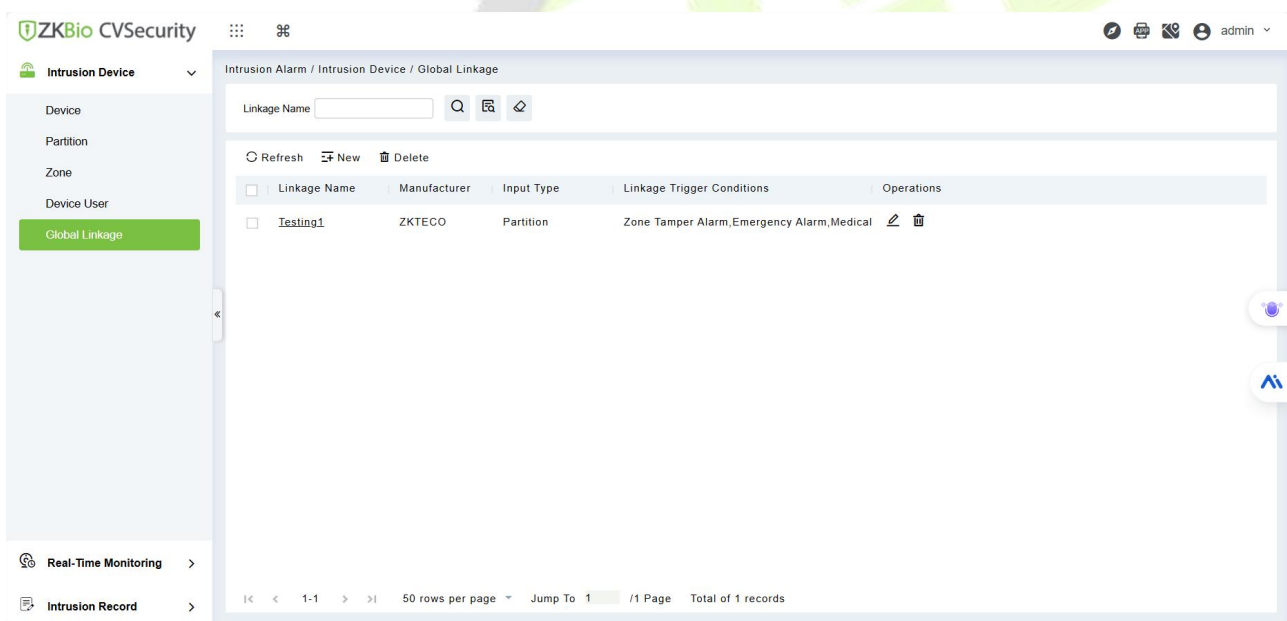 ZKBio CVSecurity
admin
Intrusion Device
Device
Partition
Zone
Device User
Global Linkage
Real-Time Monitoring
Intrusion Record
Intrusion Alarm / Intrusion Device / Global Linkage
Linkage Name
Refresh New Delete
Linkage Name Manufacturer Input Type Linkage Trigger Conditions Operations
Testing1 ZKTECO Partition Zone Tamper Alarm,Emergency Alarm,Medical
1-1 50 rows per page Jump To 1 /1 Page Total of 1 records